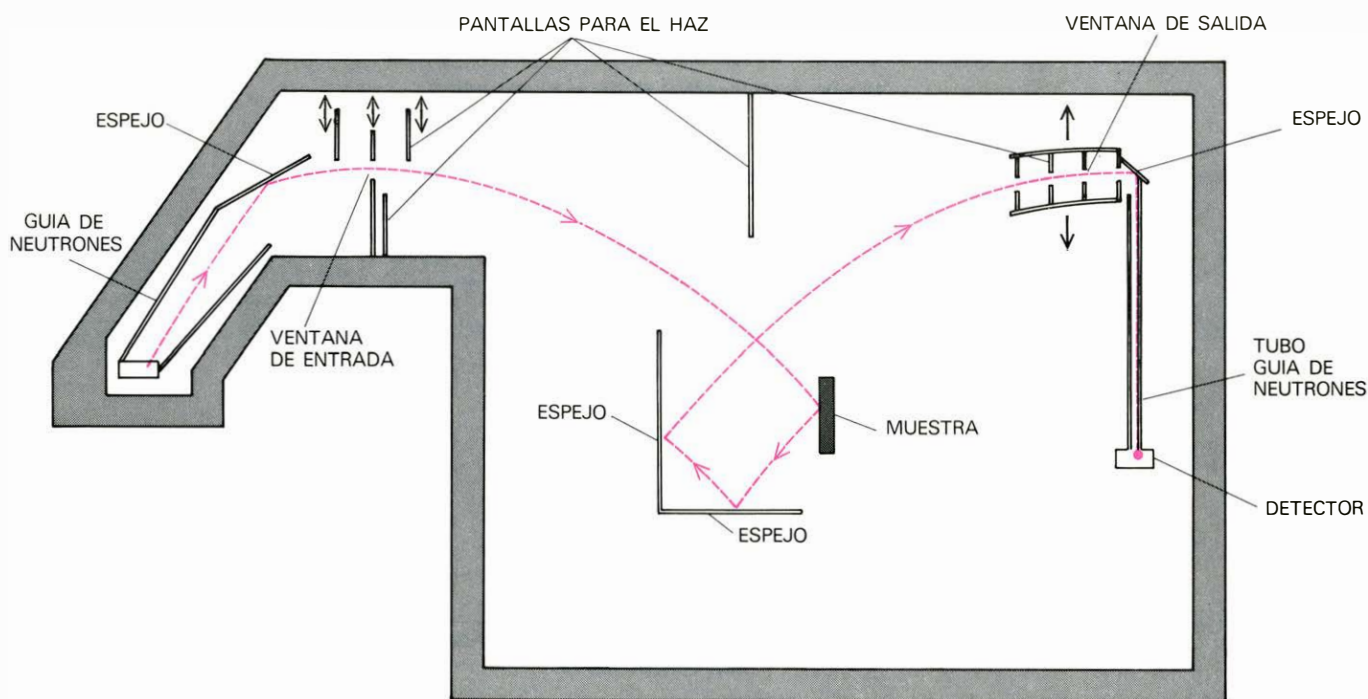 PANTALLAS PARA EL HAZ
VENTANA DE SALIDA
ESPEJO
ESPEJO
GUIA DE
NEUTRONES
VENTANA
DE ENTRADA
ESPEJO
MUESTRA
TUBO
GUIA DE
NEUTRONES
DETECTOR
ESPEJO